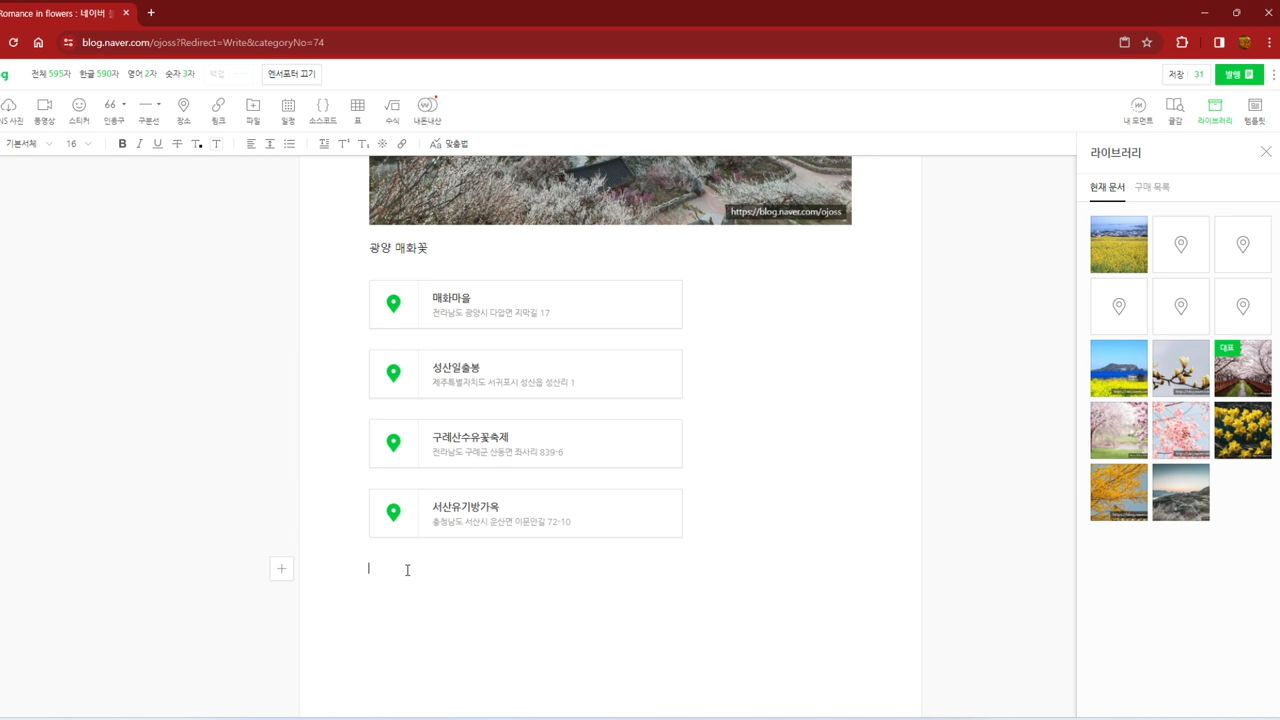 Romance in flowers : 네이버
blog.naver.com/ojoss?Redirect=Write&categoryNo=74
전체 595자 한글 590자 영어 2자 숫자 3자 백업 엔서포터 끄기 저장 31 발행
NS 사진 동영상 스티커 인용구 구분선 장소 링크 파일 일정 소스코드 표 수식 내돈내산 내 모먼트 글감 라이브러리 템플릿
기본서체 16 B I U T T T T T 맞춤법
라이브러리
현재 문서 구매 목록
https://blog.naver.com/ojoss
광양 매화꽃
매화마을
전라남도 광양시 다압면 지막길 17
성산일출봉
제주특별자치도 서귀포시 성산읍 성산리 1
대표
구례산수유꽃축제
전라남도 구례군 산동면 좌사리 839-6
서산유기방가옥
충청남도 서산시 운산면 이문안길 72-10